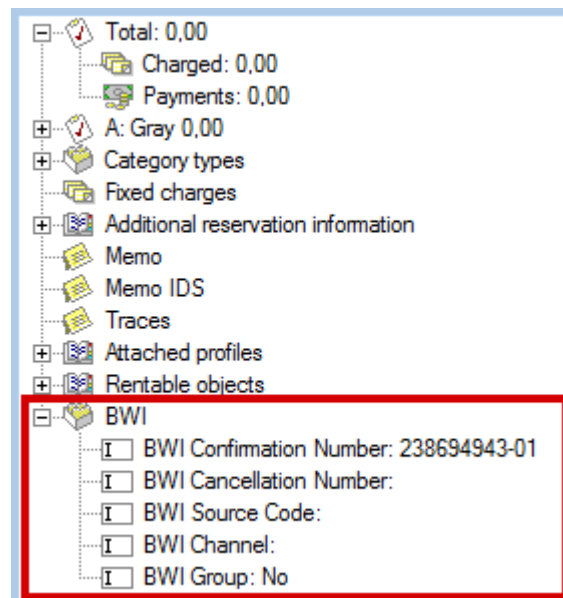 Total: 0,00
Charged: 0,00
Payments: 0,00
A: Gray 0,00
Category types
Fixed charges
Additional reservation information
Memo
Memo IDS
Traces
Attached profiles
Rentable objects
BWI
BWI Confirmation Number: 238694943-01
BWI Cancellation Number:
BWI Source Code:
BWI Channel:
BWI Group: No